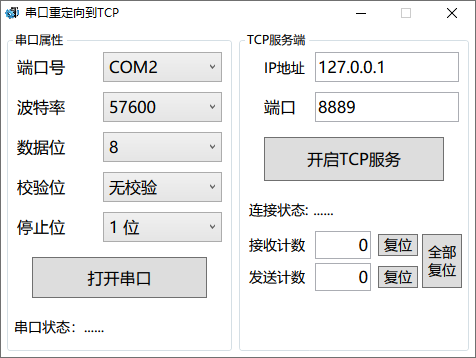 串口重定向到TCP
串口属性
端口号 COM2
波特率 57600
数据位 8
校验位 无校验
停止位 1 位
打开串口
串口状态：......
TCP服务端
IP地址 127.0.0.1
端口 8889
开启TCP服务
连接状态: ......
接收计数 0 复位
发送计数 0 复位
全部
复位